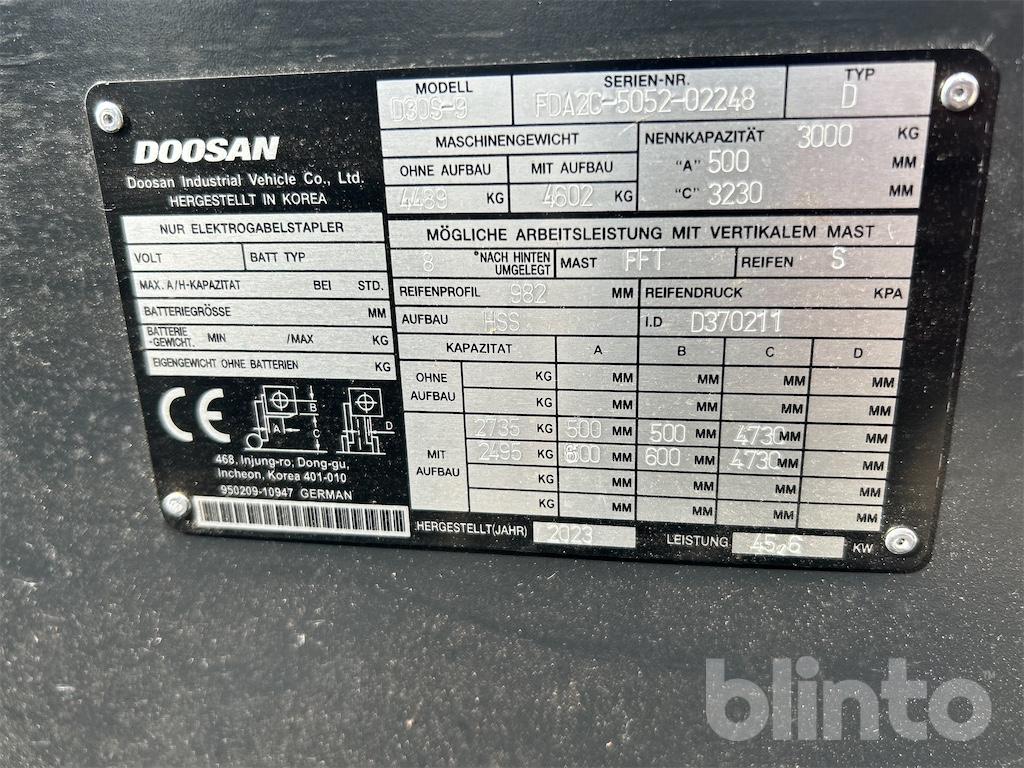 DOOSAN
Doosan Industrial Vehicle Co., Ltd.
HERGESTELLT IN KOREA
NUR ELEKTROGABELSTAPLER
VOLT BATT TYP
MAX. A/H-KAPAZITAT BEI STD.
BATTERIEGRÖSSE MM
BATTERIE -GEWICHT. MIN /MAX KG
EIGENGEWICHT OHNE BATTERIEN KG
CE
A B C D
468, Injung-ro, Dong-gu,
Incheon, Korea 401-010
950209-10947 GERMAN
MODELL SERIEN-NR. TYP
D30S-9 FDA2C-5052-02248 D
MASCHINENGEWICHT
OHNE AUFBAU MIT AUFBAU
4489 KG 4602 KG
NENNKAPAZITÄT 3000 KG
"A" 500 MM
"C" 3230 MM
MÖGLICHE ARBEITSLEISTUNG MIT VERTIKALEM MAST
8 °NACH HINTEN UMGELEGT MAST FFT REIFEN S
REIFENPROFIL 982 MM REIFENDRUCK KPA
AUFBAU HSS I.D D370211
KAPAZITAT A B C D
OHNE AUFBAU
KG MM MM MM MM
KG MM MM MM MM
MIT AUFBAU
2735 KG 500 MM 500 MM 4730 MM MM
2495 KG 600 MM 600 MM 4730 MM MM
KG MM MM MM MM
KG MM MM MM MM
HERGESTELLT(JAHR) 2023 LEISTUNG 45,6 KW
blinto™